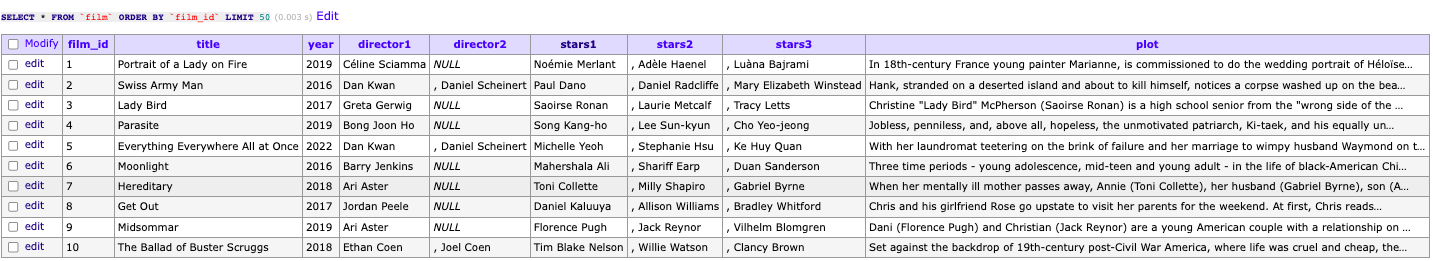 SELECT * FROM `film` ORDER BY `film_id` LIMIT 50 (0.003 s) Edit
Modify film_id title year director1 director2 stars1 stars2 stars3 plot
edit 1 Portrait of a Lady on Fire 2019 Céline Sciamma NULL Noémie Merlant , Adèle Haenel , Luàna Bajrami In 18th-century France young painter Marianne, is commissioned to do the wedding portrait of Héloïse...
edit 2 Swiss Army Man 2016 Dan Kwan , Daniel Scheinert Paul Dano , Daniel Radcliffe , Mary Elizabeth Winstead Hank, stranded on a deserted island and about to kill himself, notices a corpse washed up on the bea...
edit 3 Lady Bird 2017 Greta Gerwig NULL Saoirse Ronan , Laurie Metcalf , Tracy Letts Christine "Lady Bird" McPherson (Saoirse Ronan) is a high school senior from the "wrong side of the ...
edit 4 Parasite 2019 Bong Joon Ho NULL Song Kang-ho , Lee Sun-kyun , Cho Yeo-jeong Jobless, penniless, and, above all, hopeless, the unmotivated patriarch, Ki-taek, and his equally un...
edit 5 Everything Everywhere All at Once 2022 Dan Kwan , Daniel Scheinert Michelle Yeoh , Stephanie Hsu , Ke Huy Quan With her laundromat teetering on the brink of failure and her marriage to wimpy husband Waymond on t...
edit 6 Moonlight 2016 Barry Jenkins NULL Mahershala Ali , Shariff Earp , Duan Sanderson Three time periods - young adolescence, mid-teen and young adult - in the life of black-American Chi...
edit 7 Hereditary 2018 Ari Aster NULL Toni Collette , Milly Shapiro , Gabriel Byrne When her mentally ill mother passes away, Annie (Toni Collette), her husband (Gabriel Byrne), son (A...
edit 8 Get Out 2017 Jordan Peele NULL Daniel Kaluuya , Allison Williams , Bradley Whitford Chris and his girlfriend Rose go upstate to visit her parents for the weekend. At first, Chris reads...
edit 9 Midsommar 2019 Ari Aster NULL Florence Pugh , Jack Reynor , Vilhelm Blomgren Dani (Florence Pugh) and Christian (Jack Reynor) are a young American couple with a relationship on ...
edit 10 The Ballad of Buster Scruggs 2018 Ethan Coen , Joel Coen Tim Blake Nelson , Willie Watson , Clancy Brown Set against the backdrop of 19th-century post-Civil War America, where life was cruel and cheap, the...